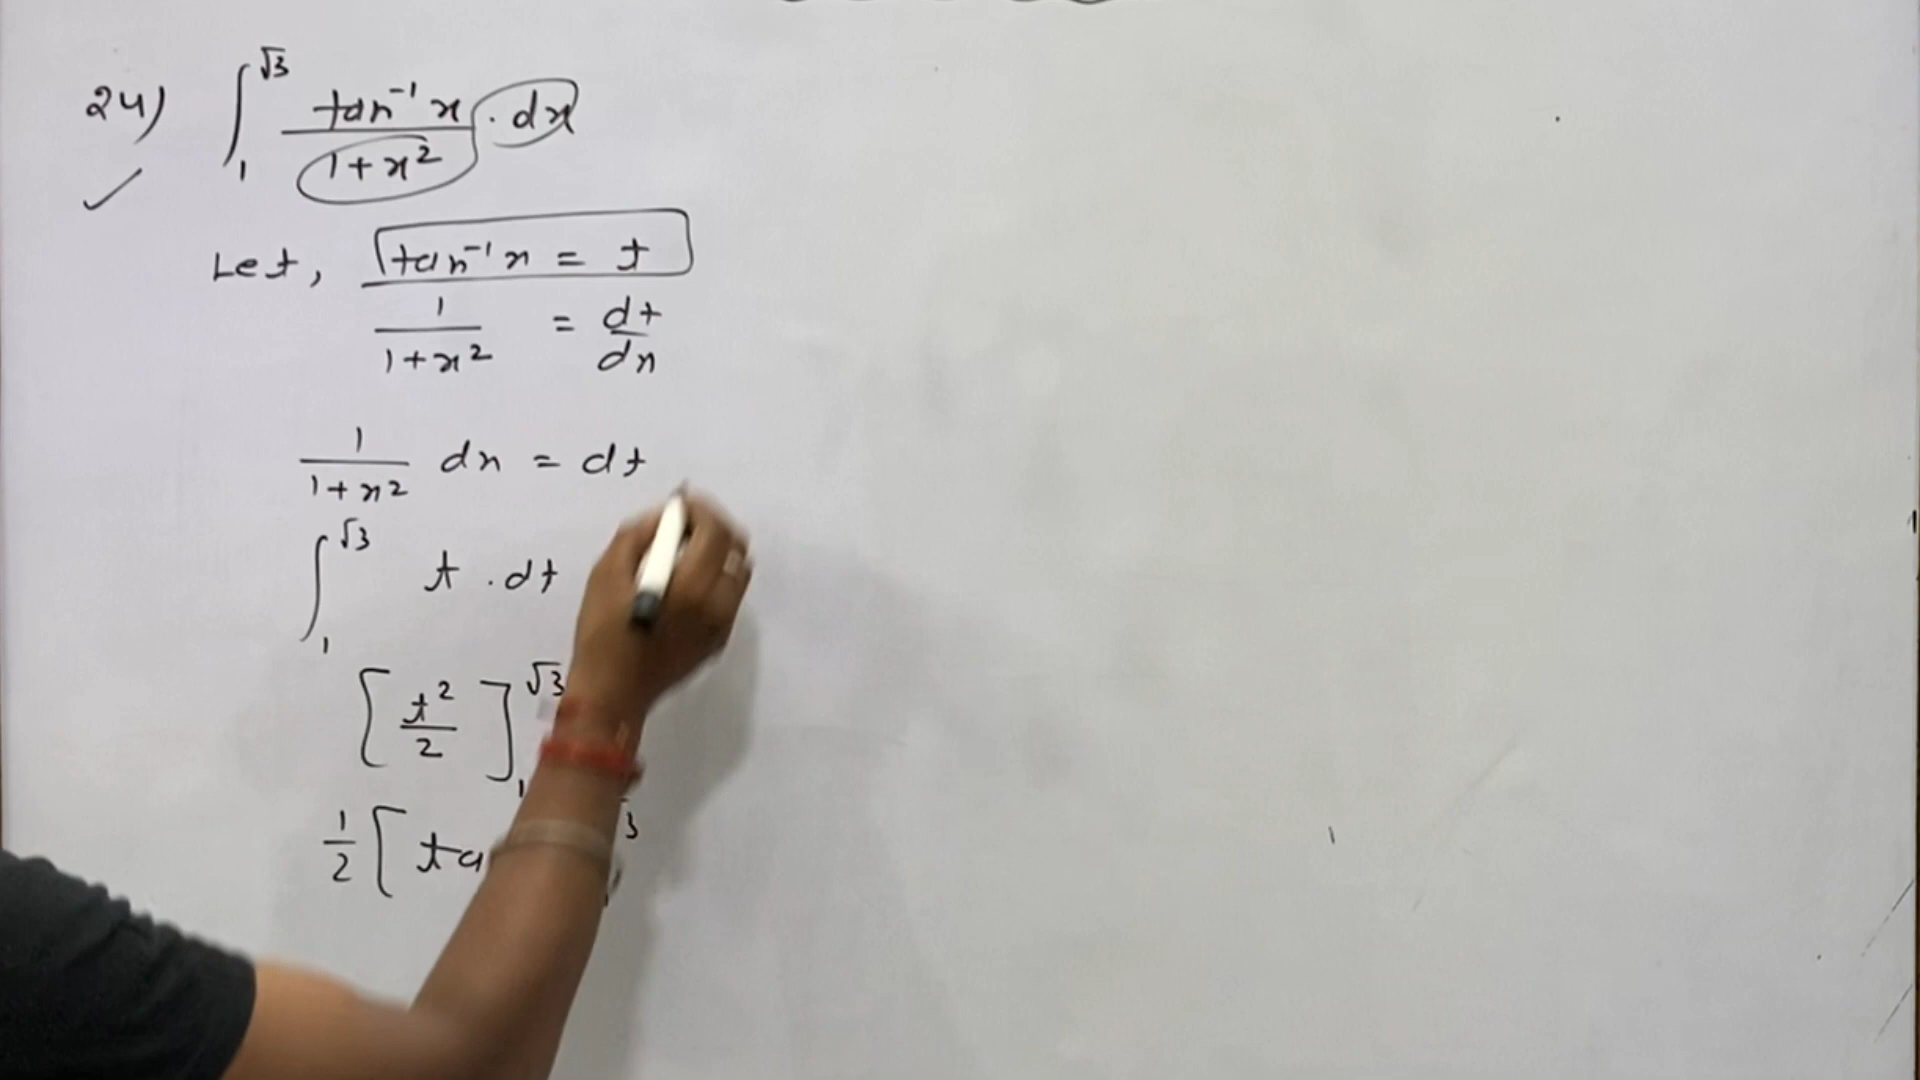 24) ∫₁^√3 tan⁻¹x / 1+x² · dx
Let, tan⁻¹x = t
1 / 1+x² = dt / dx
1 / 1+x² dx = dt
∫₁^√3 t · dt
[ t² / 2 ]₁^√3
1/2 [